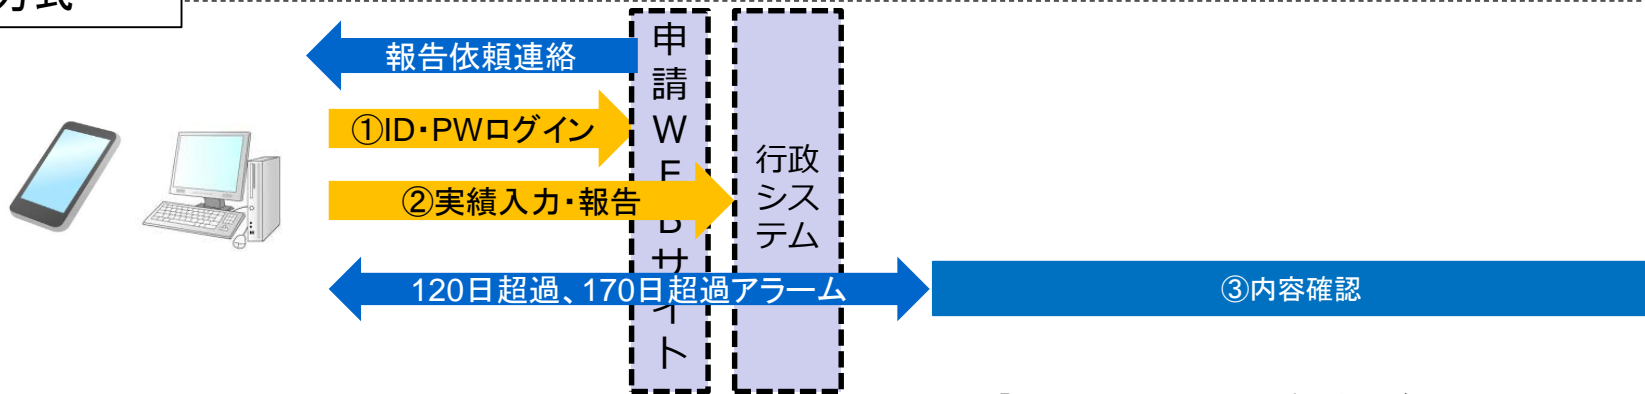 方式
報告依頼連絡
①ID・PWログイン
②実績入力・報告
120日超過、170日超過アラーム
申請WEBサイト
行政
システム
③内容確認